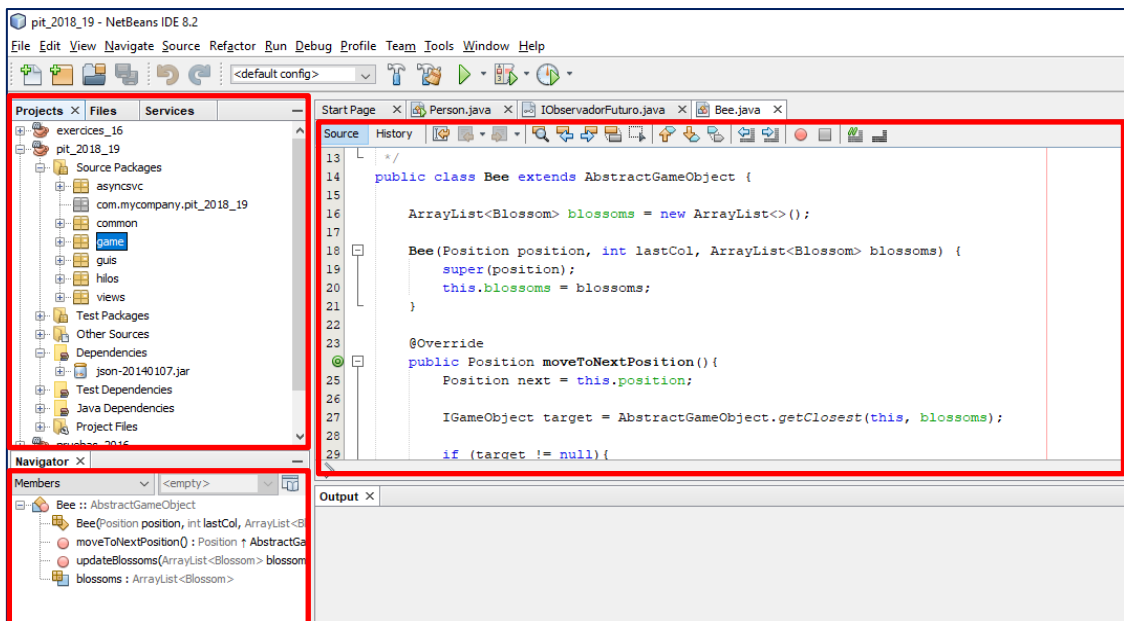 pit_2018_19 - NetBeans IDE 8.2
File Edit View Navigate Source Refactor Run Debug Profile Team Tools Window Help
<default config>
Projects Files Services
exercices_16
pit_2018_19
Source Packages
asyncsvc
com.mycompany.pit_2018_19
common
game
guis
hilos
views
Test Packages
Other Sources
Dependencies
json-20140107.jar
Test Dependencies
Java Dependencies
Project Files
pruebas_2016
Navigator
Members <empty>
Bee :: AbstractGameObject
Bee(Position position, int lastCol, ArrayList<Bl
moveToNextPosition() : Position ↑ AbstractGa
updateBlossoms(ArrayList<Blossom> blossom
blossoms : ArrayList<Blossom>
Start Page Person.java IObservadorFuturo.java Bee.java
Source History
13 */
14 public class Bee extends AbstractGameObject {
15
16 ArrayList<Blossom> blossoms = new ArrayList<>();
17
18 Bee(Position position, int lastCol, ArrayList<Blossom> blossoms) {
19 super(position);
20 this.blossoms = blossoms;
21 }
22
23 @Override
public Position moveToNextPosition(){
25 Position next = this.position;
26
27 IGameObject target = AbstractGameObject.getClosest(this, blossoms);
28
29 if (target != null){
Output